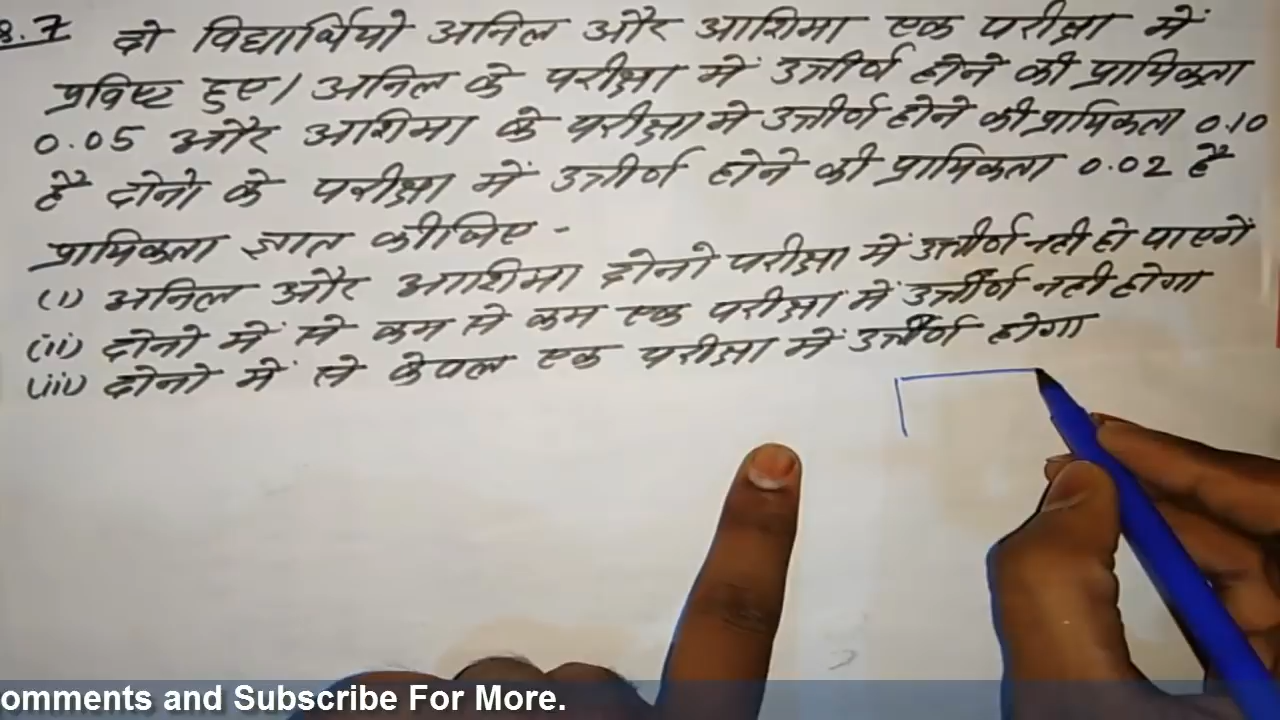 8.7 दो विद्यार्थियो अनिल और आशिमा एक परीक्षा में
प्रविष्ट हुए। अनिल के परीक्षा में उत्तीर्ण होने की प्रायिकता
0.05 और आशिमा के परीक्षा मे उत्तीर्ण होने की प्रायिकता 0.10
है दोनो के परीक्षा में उत्तीर्ण होने की प्रायिकता 0.02 है
प्रायिकता ज्ञात कीजिए -
(i) अनिल और आशिमा दोनो परीक्षा में उत्तीर्ण नही हो पाएगें
(ii) दोनो में से कम से कम एक परीक्षा में उत्तीर्ण नही होगा
(iii) दोनो में से केवल एक परीक्षा में उत्तीर्ण होगा
omments and Subscribe For More.